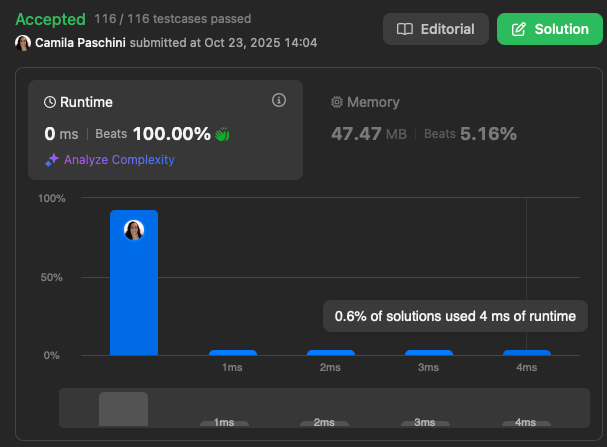 Accepted 116 / 116 testcases passed
Camila Paschini submitted at Oct 23, 2025 14:04
Editorial
Solution
Runtime
0 ms | Beats 100.00%
Analyze Complexity
Memory
47.47 MB | Beats 5.16%
100%
50%
0%
0.6% of solutions used 4 ms of runtime
1ms 2ms 3ms 4ms
1ms 2ms 3ms 4ms